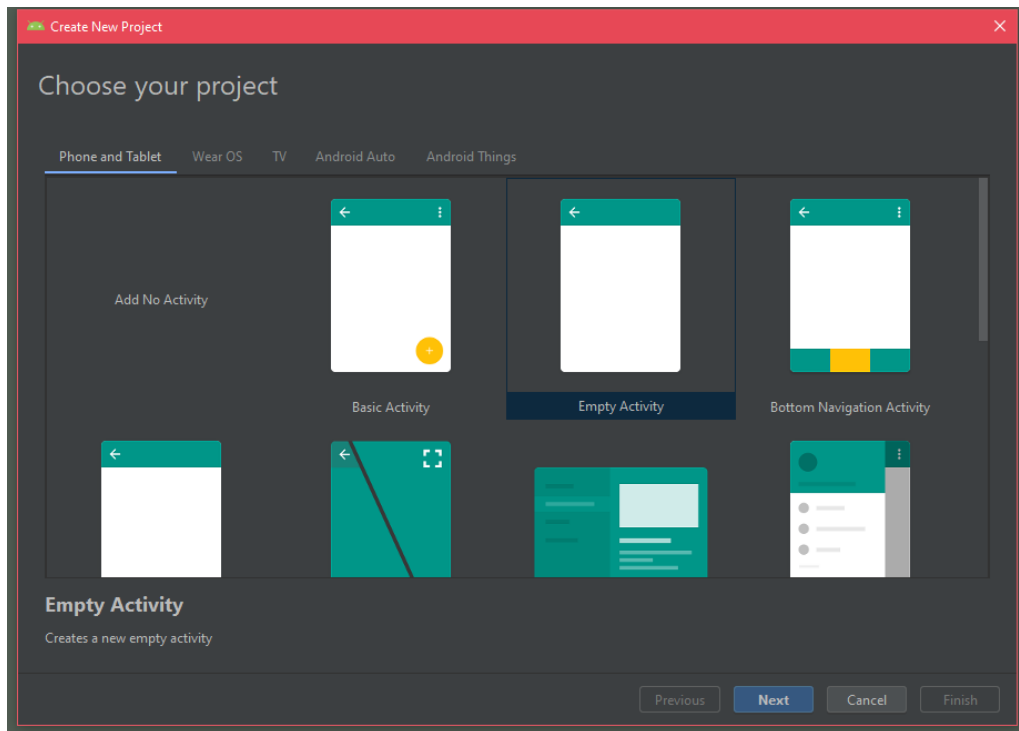 Create New Project
Choose your project
Phone and Tablet Wear OS TV Android Auto Android Things
Add No Activity
Basic Activity Empty Activity Bottom Navigation Activity
Empty Activity
Creates a new empty activity
Previous Next Cancel Finish